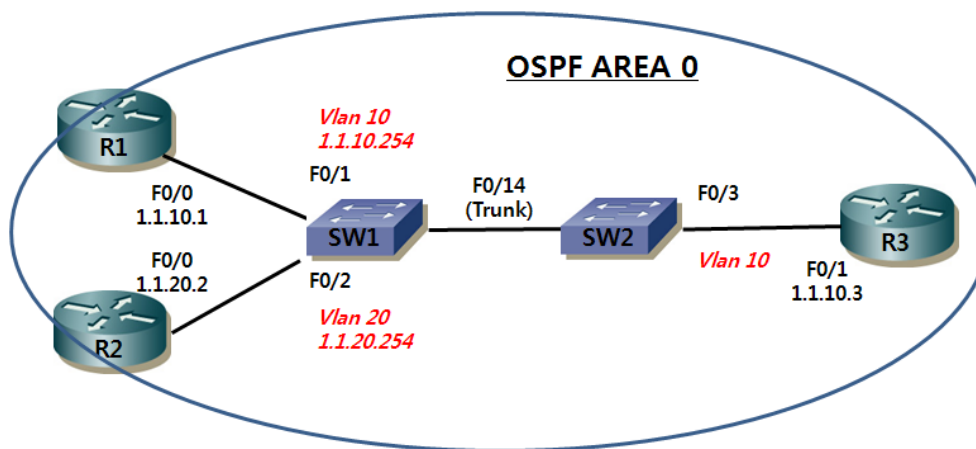 OSPF AREA 0
Vlan 10
1.1.10.254
R1
F0/1
F0/0
1.1.10.1
F0/14
(Trunk)
F0/3
SW1
SW2
R3
F0/0
1.1.20.2
F0/2
Vlan 10
F0/1
1.1.10.3
Vlan 20
1.1.20.254
R2